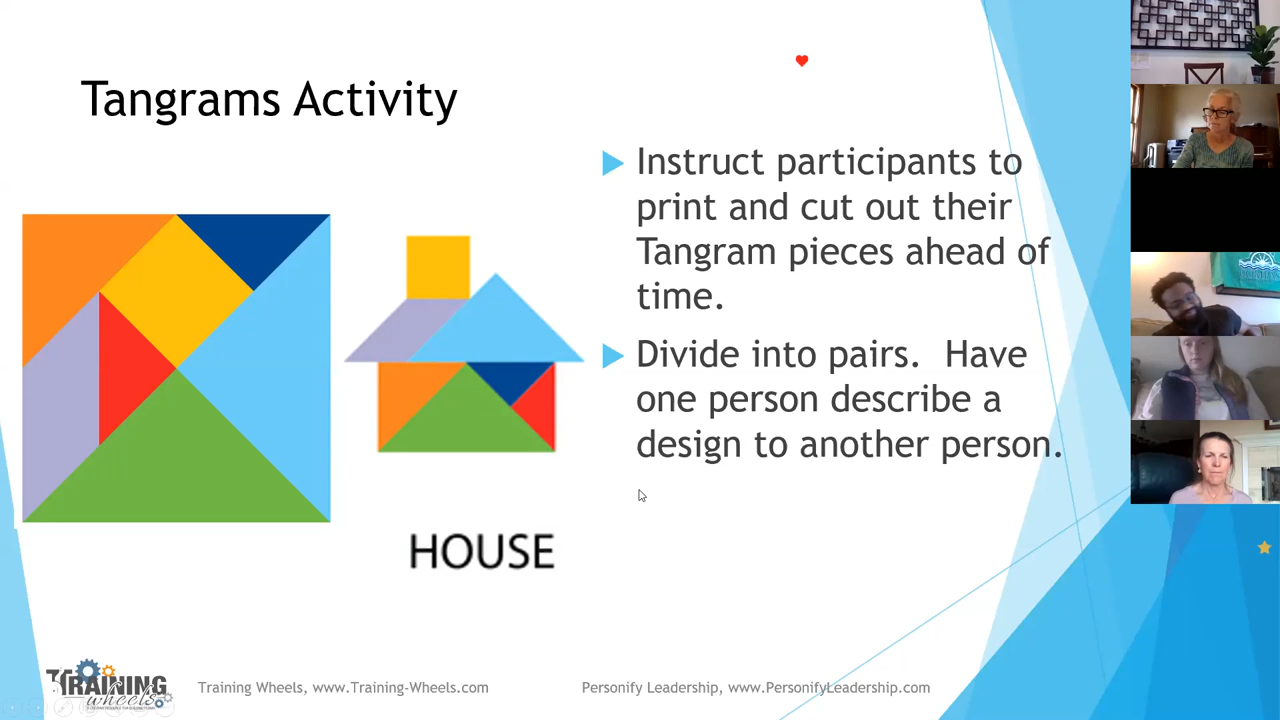 Tangrams Activity
Instruct participants to
print and cut out their
Tangram pieces ahead of
time.
Divide into pairs. Have
one person describe a
design to another person.
HOUSE
TRAINING
wheels
Training Wheels, www.Training-Wheels.com
Personify Leadership, www.PersonifyLeadership.com